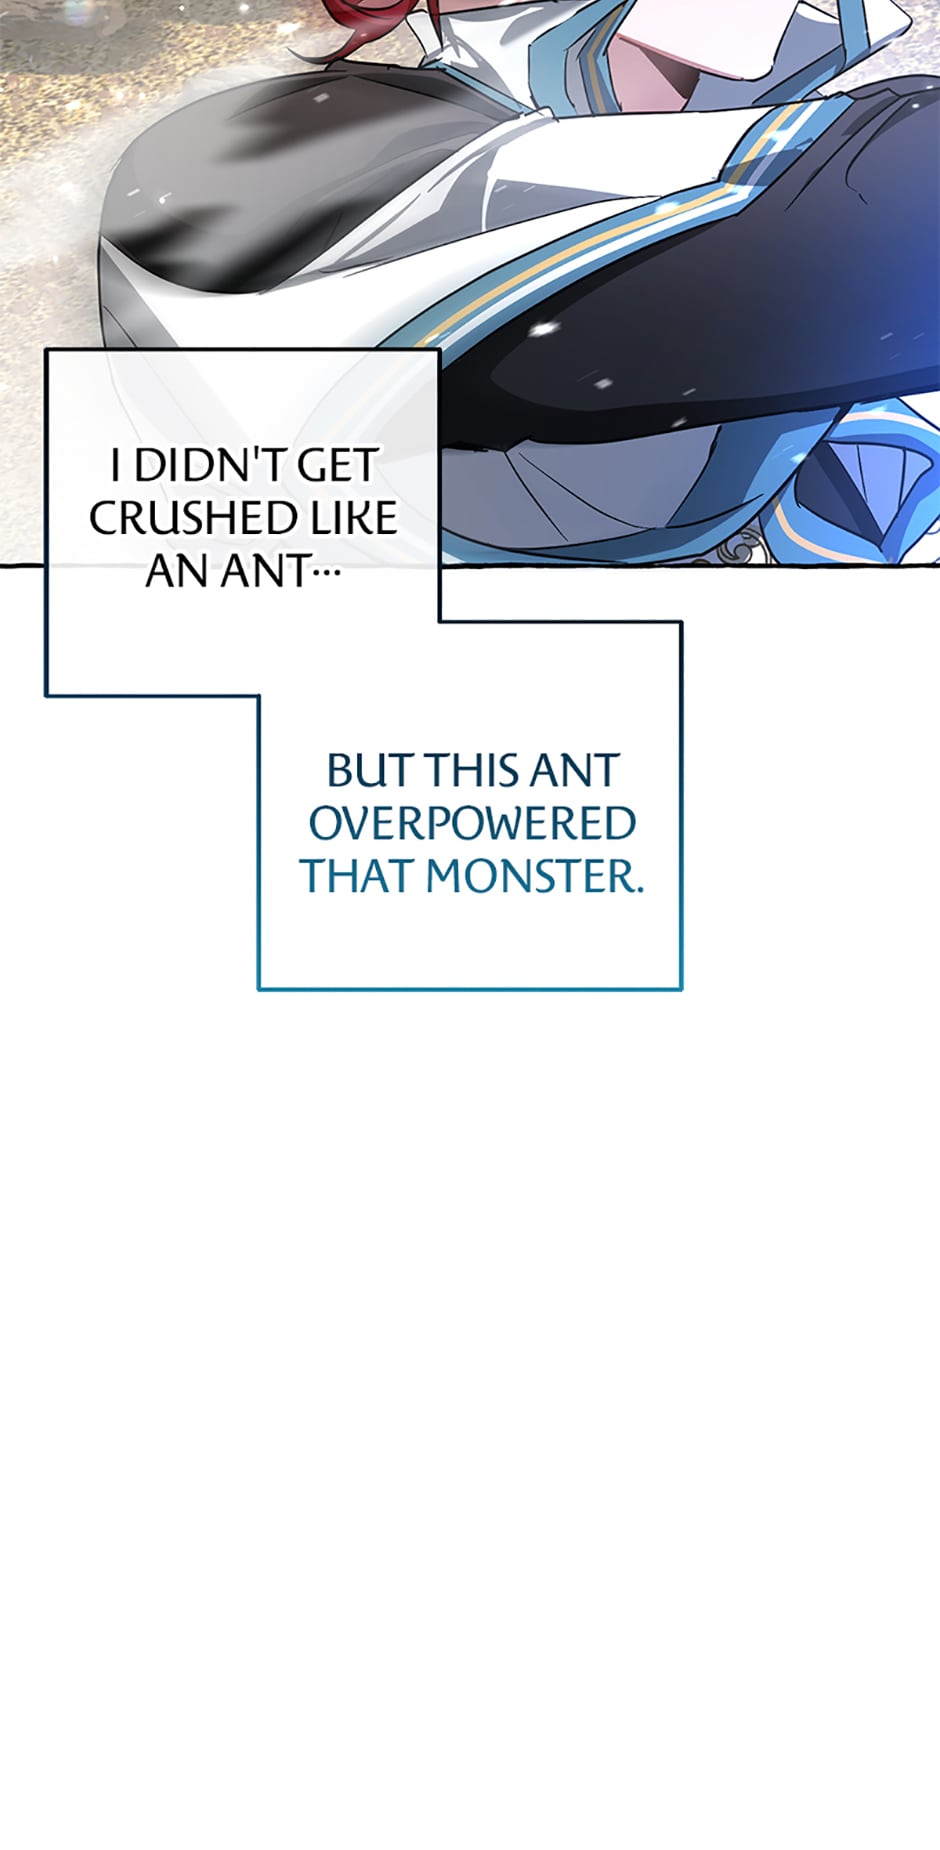 I DIDN'T GET
CRUSHED LIKE
AN ANT...
BUT THIS ANT
OVERPOWERED
THAT MONSTER.